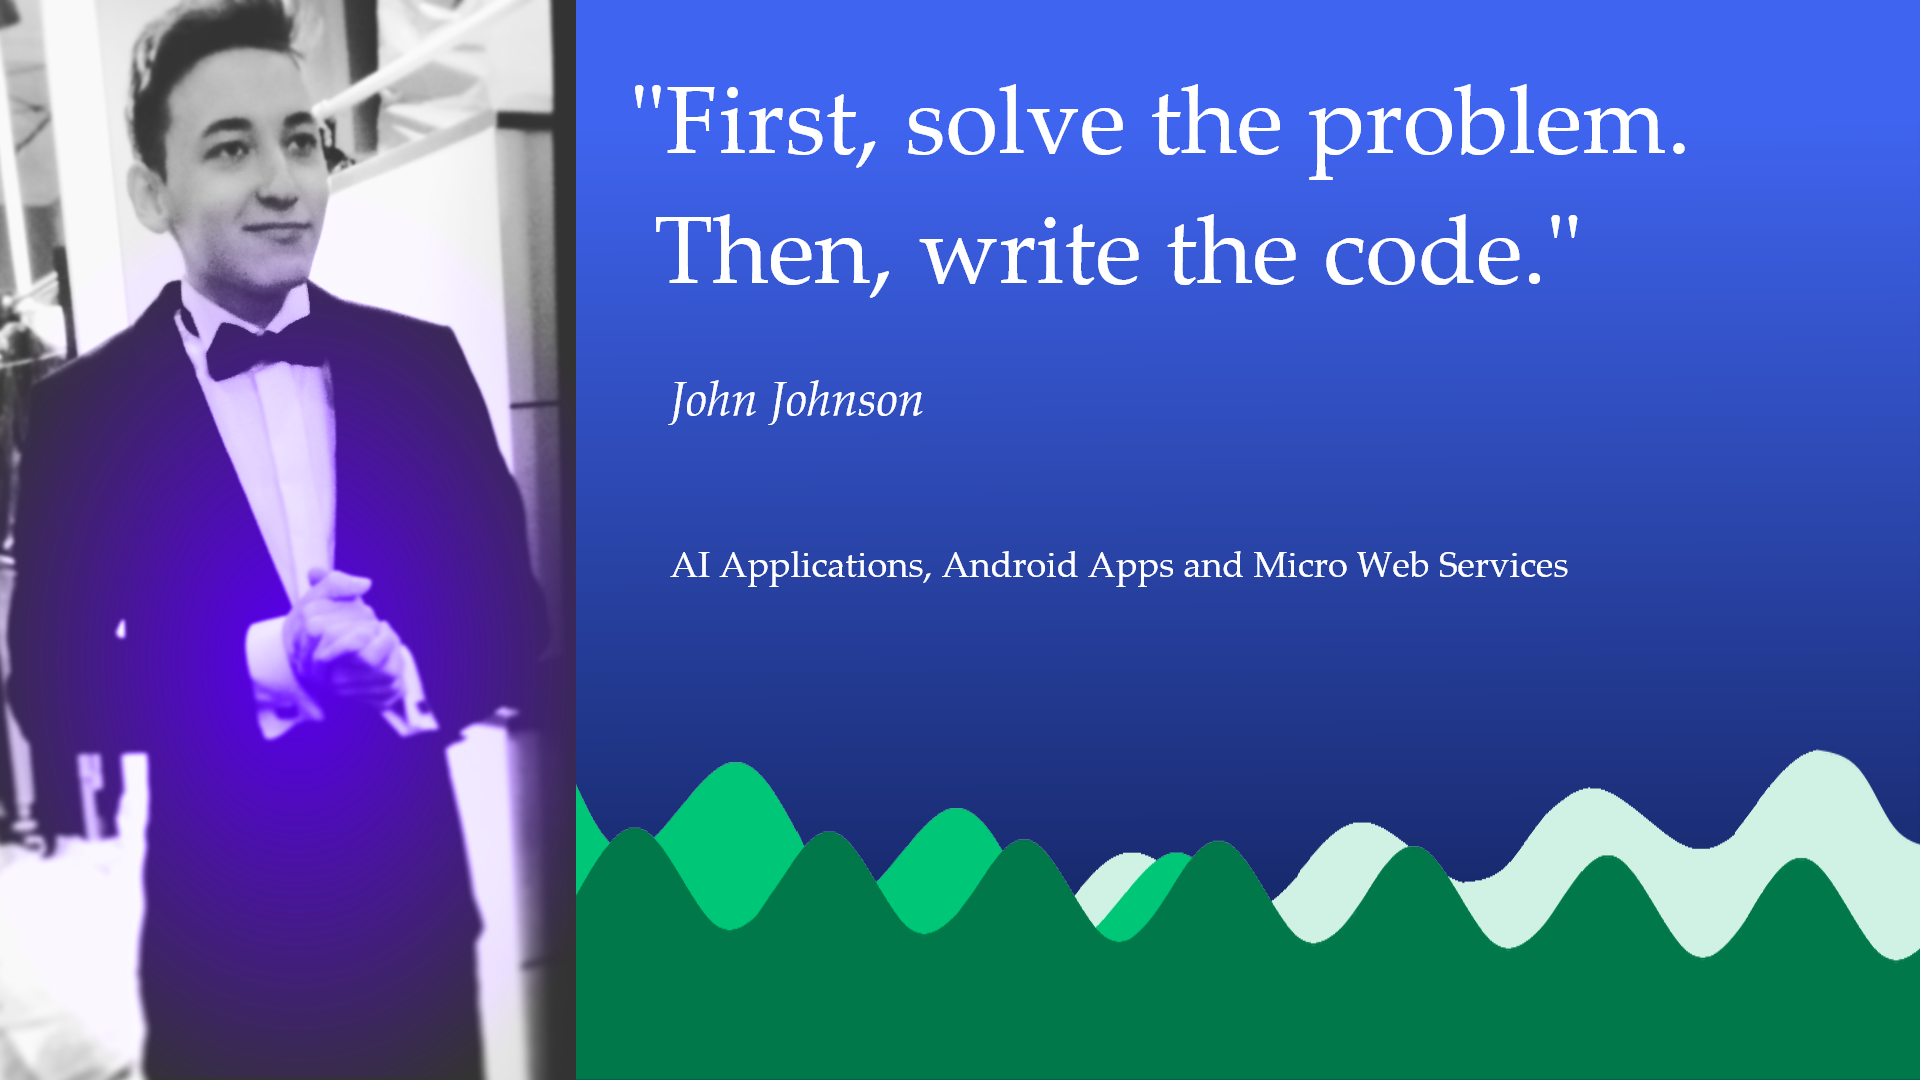 "First, solve the problem.
Then, write the code."
John Johnson
AI Applications, Android Apps and Micro Web Services